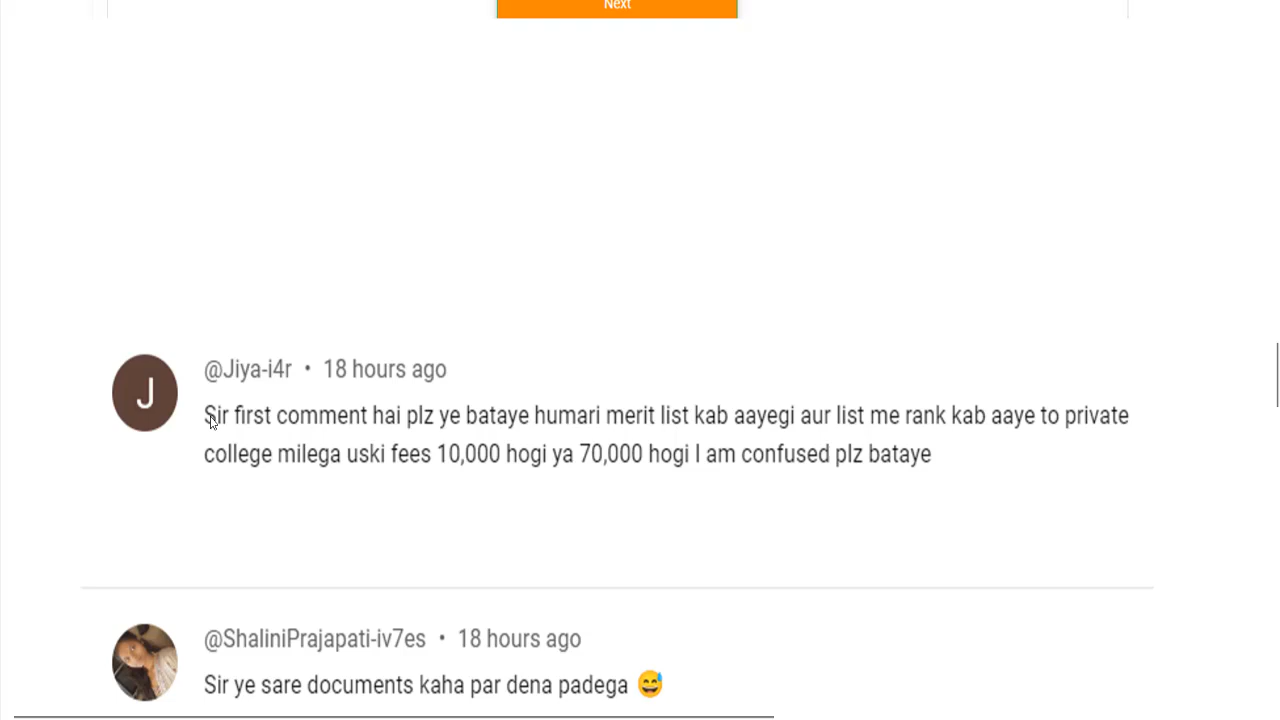 Next
J
@Jiya-i4r • 18 hours ago
Sir first comment hai plz ye bataye humari merit list kab aayegi aur list me rank kab aaye to private
college milega uski fees 10,000 hogi ya 70,000 hogi I am confused plz bataye
@ShaliniPrajapati-iv7es • 18 hours ago
Sir ye sare documents kaha par dena padega 😅